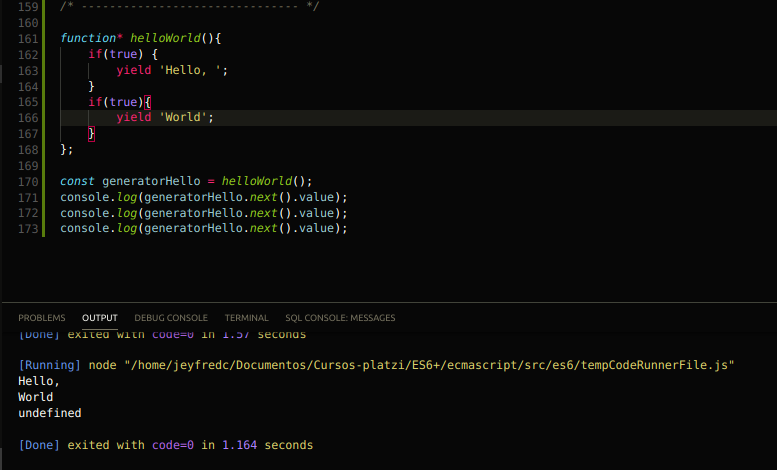 159 /* ------------------------------- */
160
161 function* helloWorld(){
162     if(true) {
163         yield 'Hello, ';
164     }
165     if(true){
166         yield 'World';
167     }
168 };
169
170 const generatorHello = helloWorld();
171 console.log(generatorHello.next().value);
172 console.log(generatorHello.next().value);
173 console.log(generatorHello.next().value);
PROBLEMS OUTPUT DEBUG CONSOLE TERMINAL SQL CONSOLE: MESSAGES
[Done] exited with code=0 in 1.57 seconds
[Running] node "/home/jeyfredc/Documentos/Cursos-platzi/ES6+/ecmascript/src/es6/tempCodeRunnerFile.js"
Hello,
World
undefined
[Done] exited with code=0 in 1.164 seconds